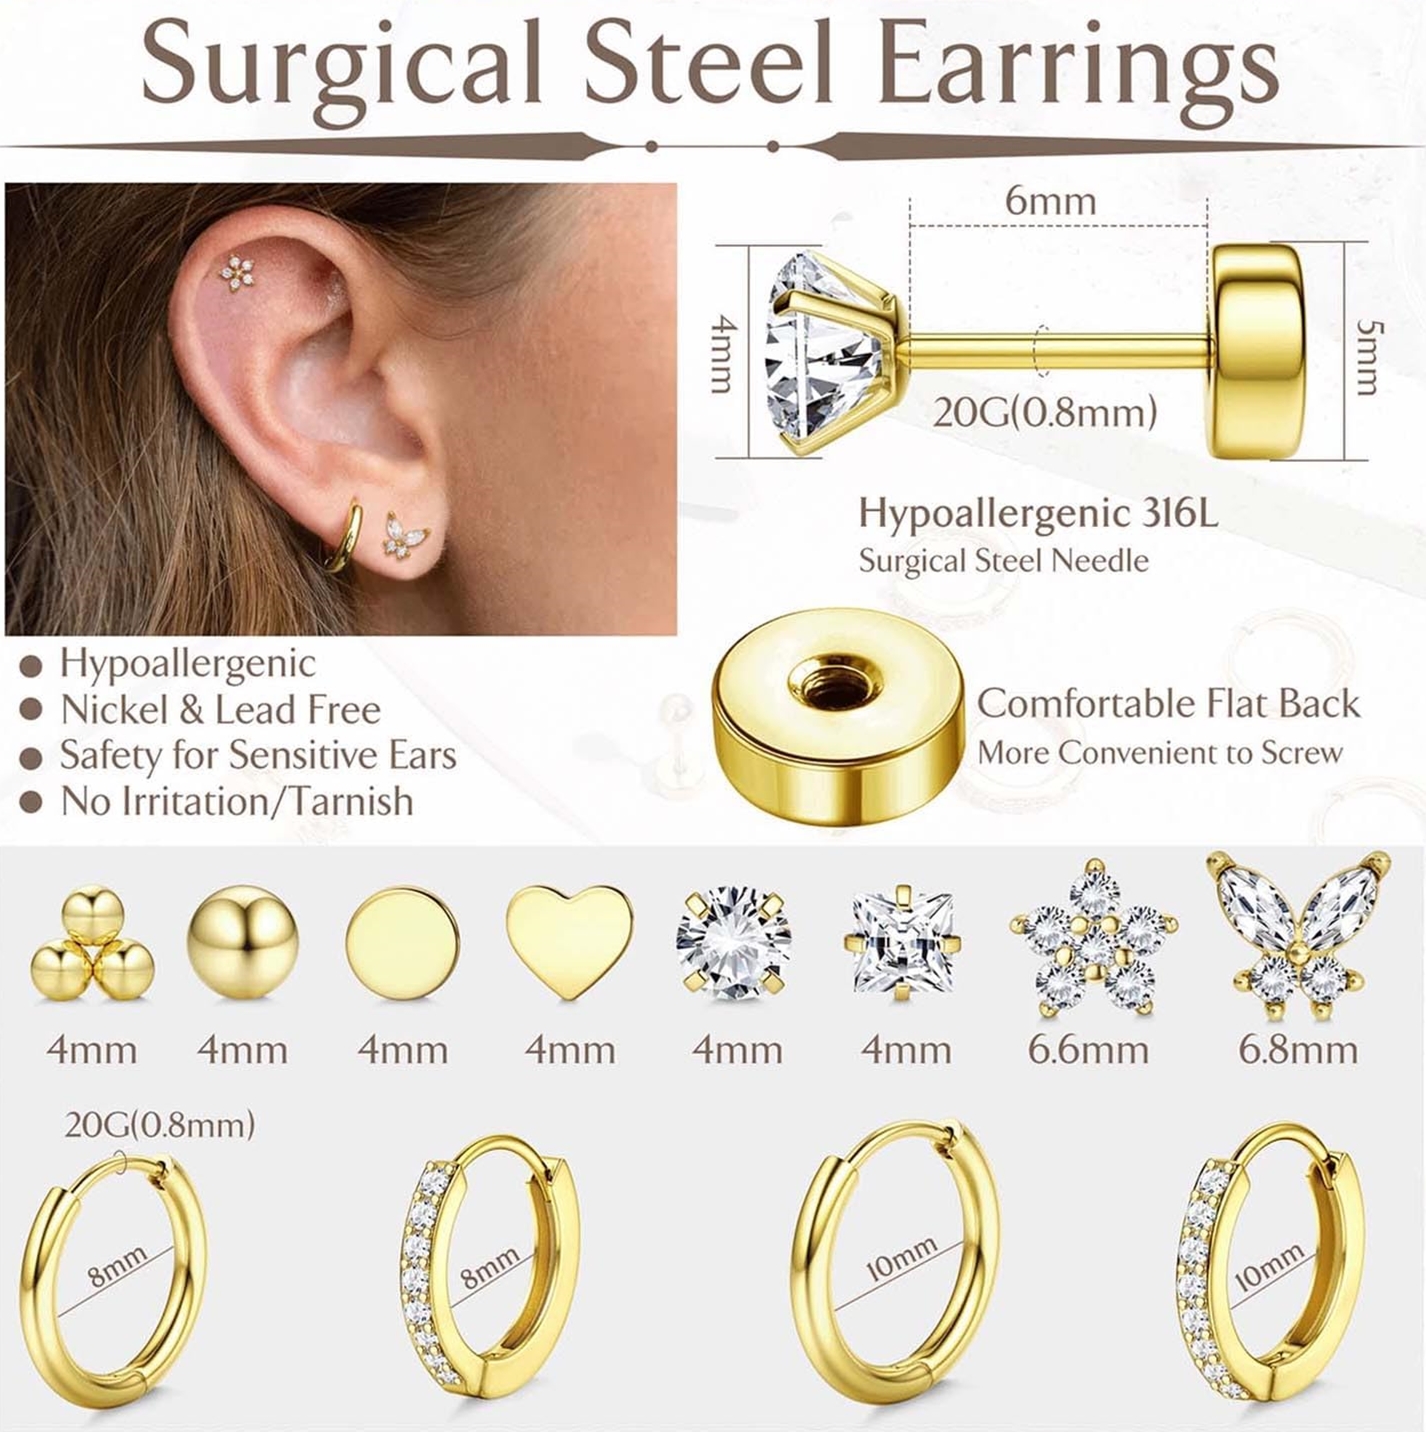 Surgical Steel Earrings
6mm
4mm
5mm
20G(0.8mm)
Hypoallergenic 316L
Surgical Steel Needle
Hypoallergenic
Nickel & Lead Free
Safety for Sensitive Ears
No Irritation/Tarnish
Comfortable Flat Back
More Convenient to Screw
4mm 4mm 4mm 4mm 4mm 4mm 6.6mm 6.8mm
20G(0.8mm)
8mm 8mm 10mm 10mm